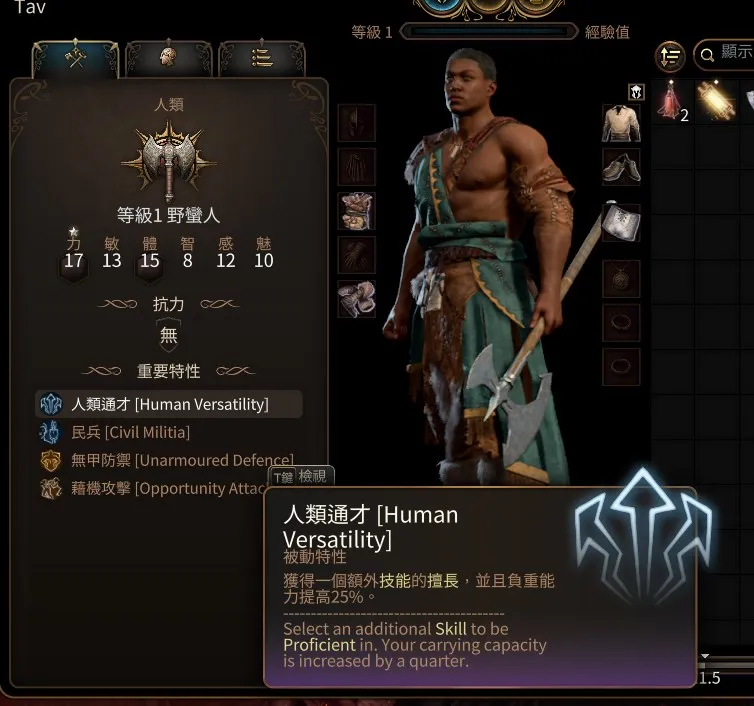 Tav
等級 1
經驗值
顯示
2
人類
等級1 野蠻人
力 敏 體 智 感 魅
17 13 15 8 12 10
抗力
無
重要特性
人類通才 [Human Versatility]
民兵 [Civil Militia]
無甲防禦 [Unarmoured Defence]
藉機攻擊 [Opportunity Attac
T鍵 檢視
人類通才 [Human
Versatility]
被動特性
獲得一個額外技能的擅長，並且負重能
力提高25%。
Select an additional Skill to be
Proficient in. Your carrying capacity
is increased by a quarter.
1.5